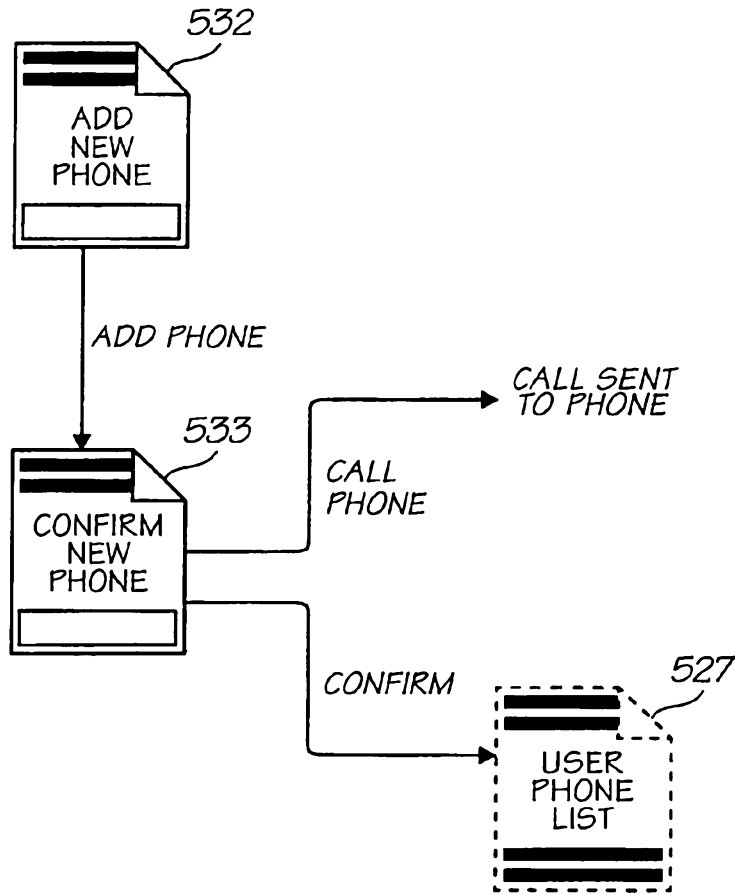 532
ADD
NEW
PHONE
ADD PHONE
533
CONFIRM
NEW
PHONE
CALL
PHONE
CALL SENT
TO PHONE
CONFIRM
527
USER
PHONE
LIST